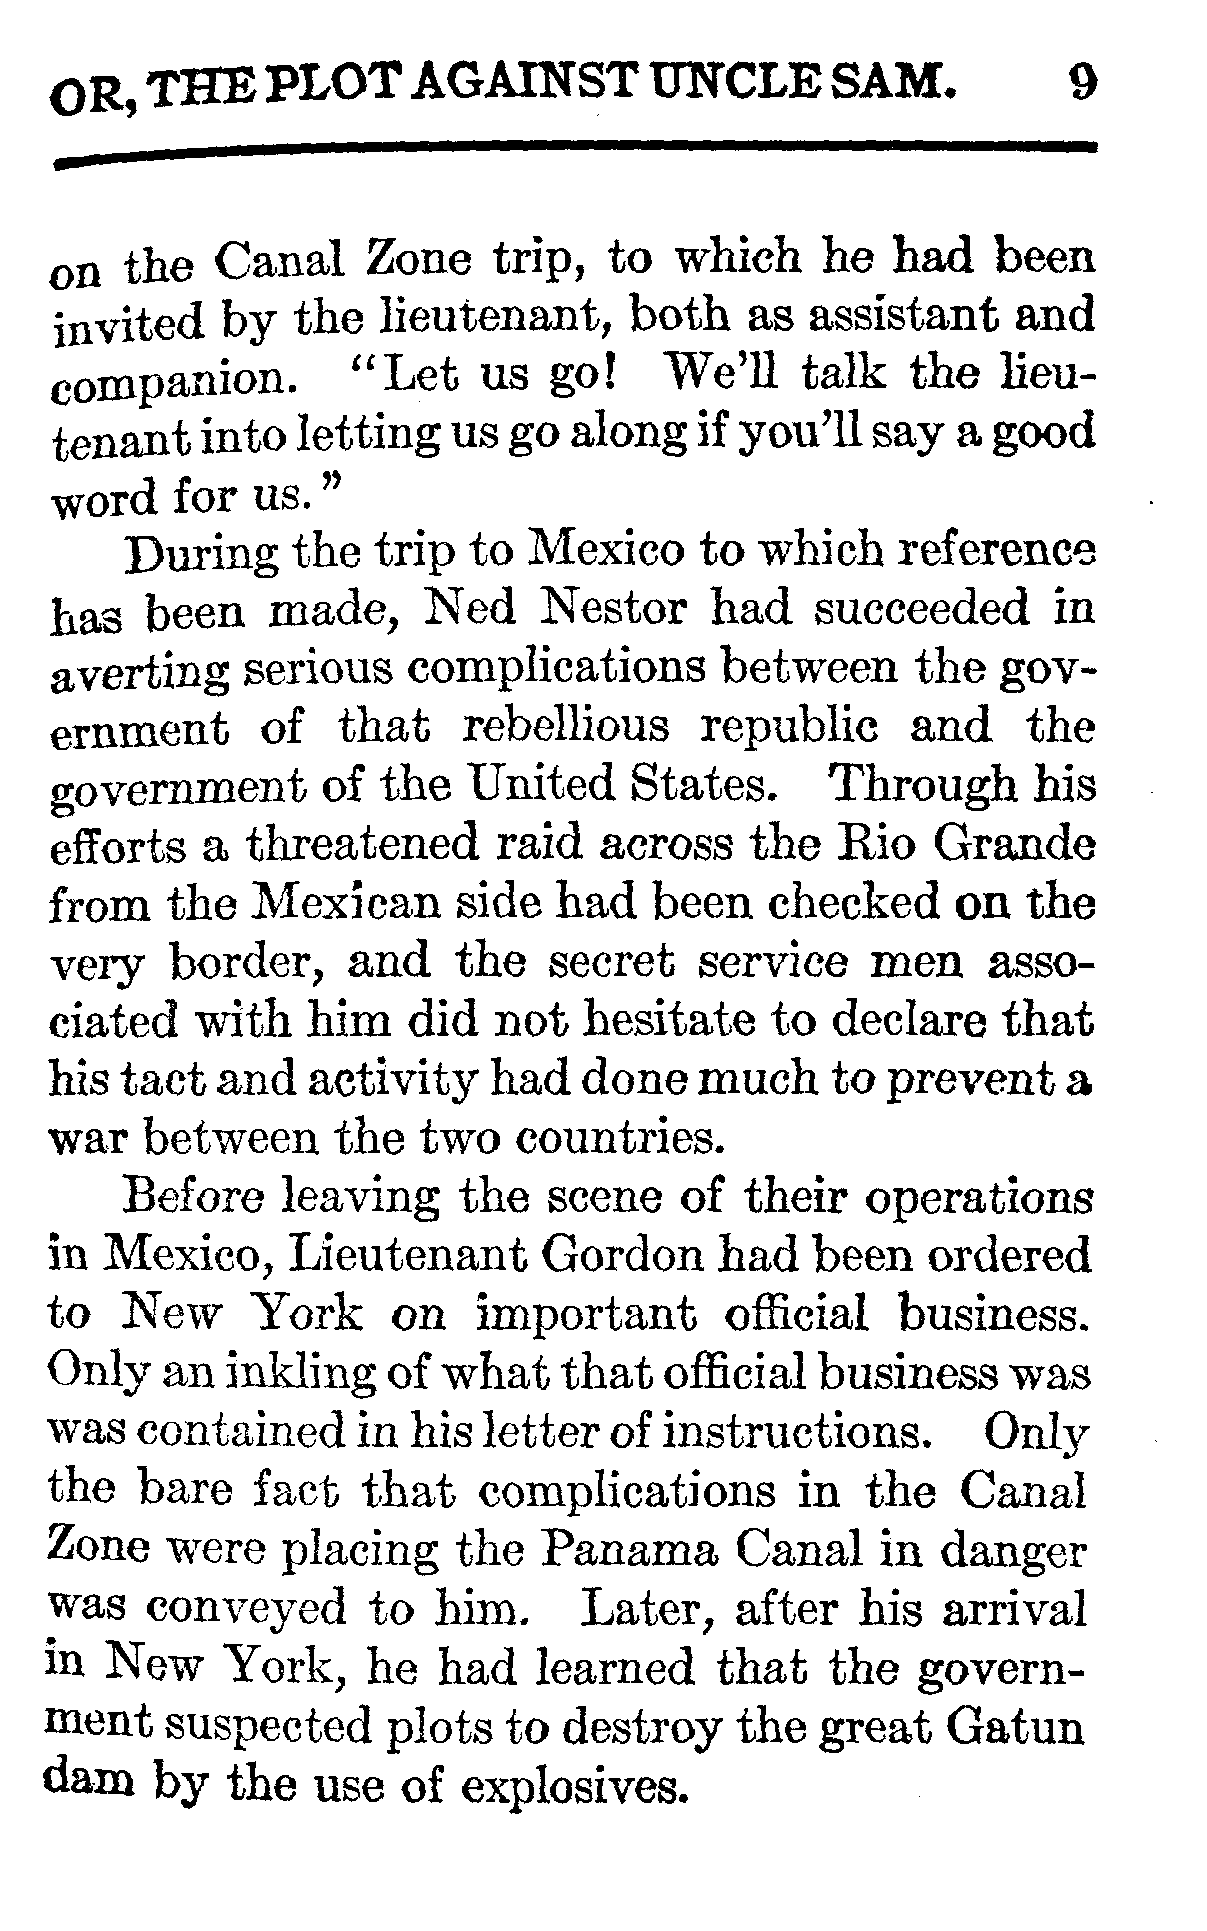 OR, THE PLOT AGAINST UNCLE SAM. 9
on the Canal Zone trip, to which he had been
invited by the lieutenant, both as assistant and
companion. "Let us go! We'll talk the lieu-
tenant into letting us go along if you'll say a good
word for us."
During the trip to Mexico to which reference
has been made, Ned Nestor had succeeded in
averting serious complications between the gov-
ernment of that rebellious republic and the
government of the United States. Through his
efforts a threatened raid across the Rio Grande
from the Mexican side had been checked on the
very border, and the secret service men asso-
ciated with him did not hesitate to declare that
his tact and activity had done much to prevent a
war between the two countries.
Before leaving the scene of their operations
in Mexico, Lieutenant Gordon had been ordered
to New York on important official business.
Only an inkling of what that official business was
was contained in his letter of instructions. Only
the bare fact that complications in the Canal
Zone were placing the Panama Canal in danger
was conveyed to him. Later, after his arrival
in New York, he had learned that the govern-
ment suspected plots to destroy the great Gatun
dam by the use of explosives.